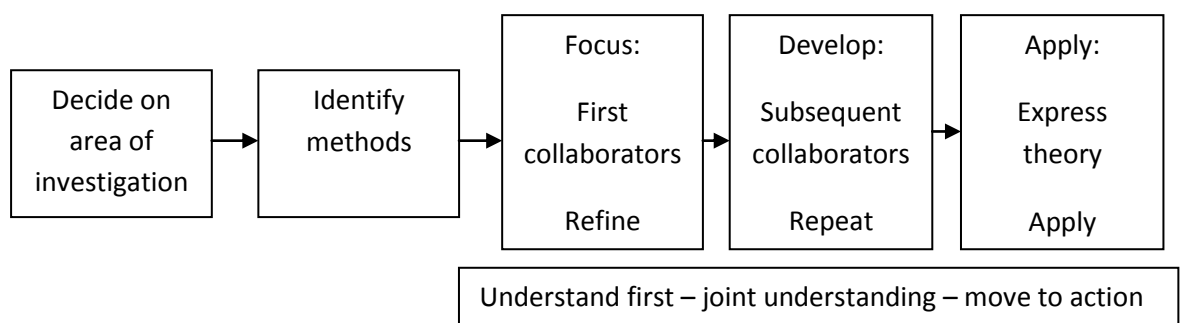 Decide on
area of
investigation
Identify
methods
Focus:
First
collaborators
Refine
Develop:
Subsequent
collaborators
Repeat
Apply:
Express
theory
Apply
Understand first – joint understanding – move to action